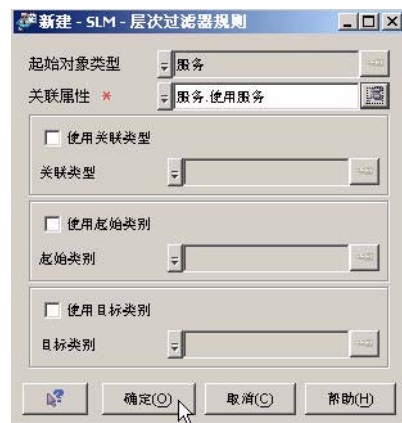 新建 - SLM - 层次过滤器规则
起始对象类型 服务
关联属性 * 服务.使用服务
使用关联类型
关联类型
使用起始类别
起始类别
使用目标类别
目标类别
确定(O) 取消(C) 帮助(H)